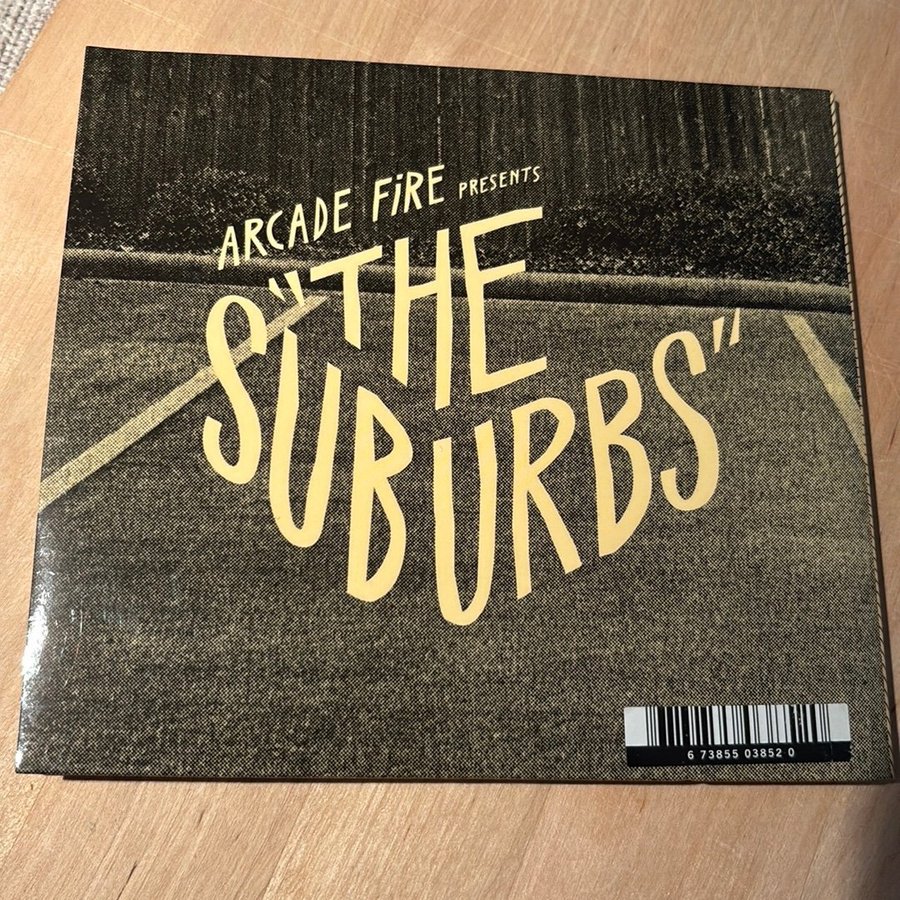 ARCADE FiRE PRESENTS
"THE
SUBURBS"
6 73855 03852 0